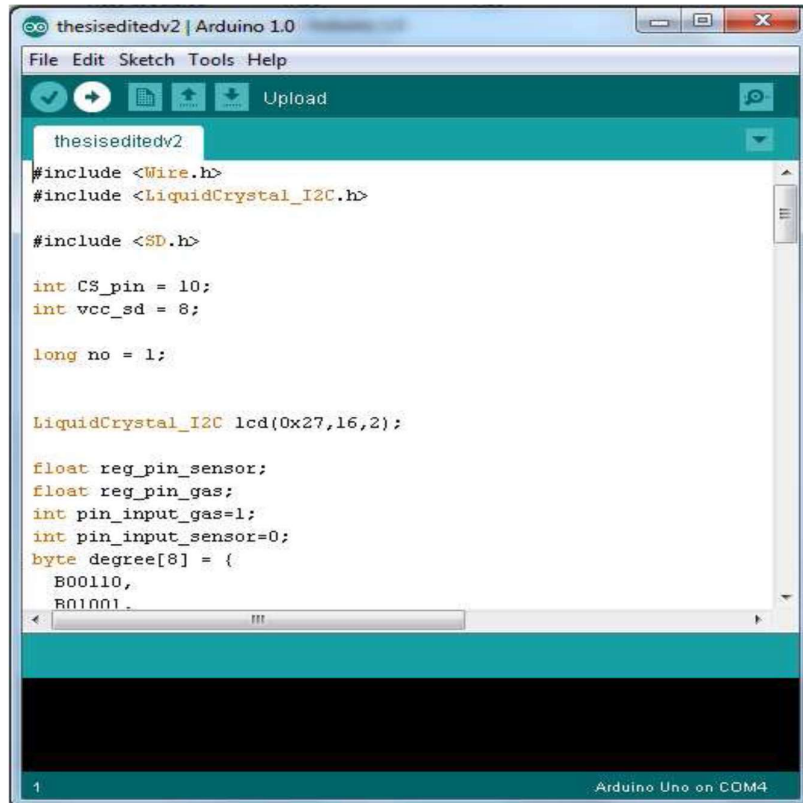 thesiseditedv2 | Arduino 1.0
File Edit Sketch Tools Help
Upload
thesiseditedv2
#include <Wire.h>
#include <LiquidCrystal_I2C.h>
#include <SD.h>
int CS_pin = 10;
int vcc_sd = 8;
long no = 1;
LiquidCrystal_I2C lcd(0x27,16,2);
float reg_pin_sensor;
float reg_pin_gas;
int pin_input_gas=1;
int pin_input_sensor=0;
byte degree[8] = {
B00110,
B01001,
1
Arduino Uno on COM4